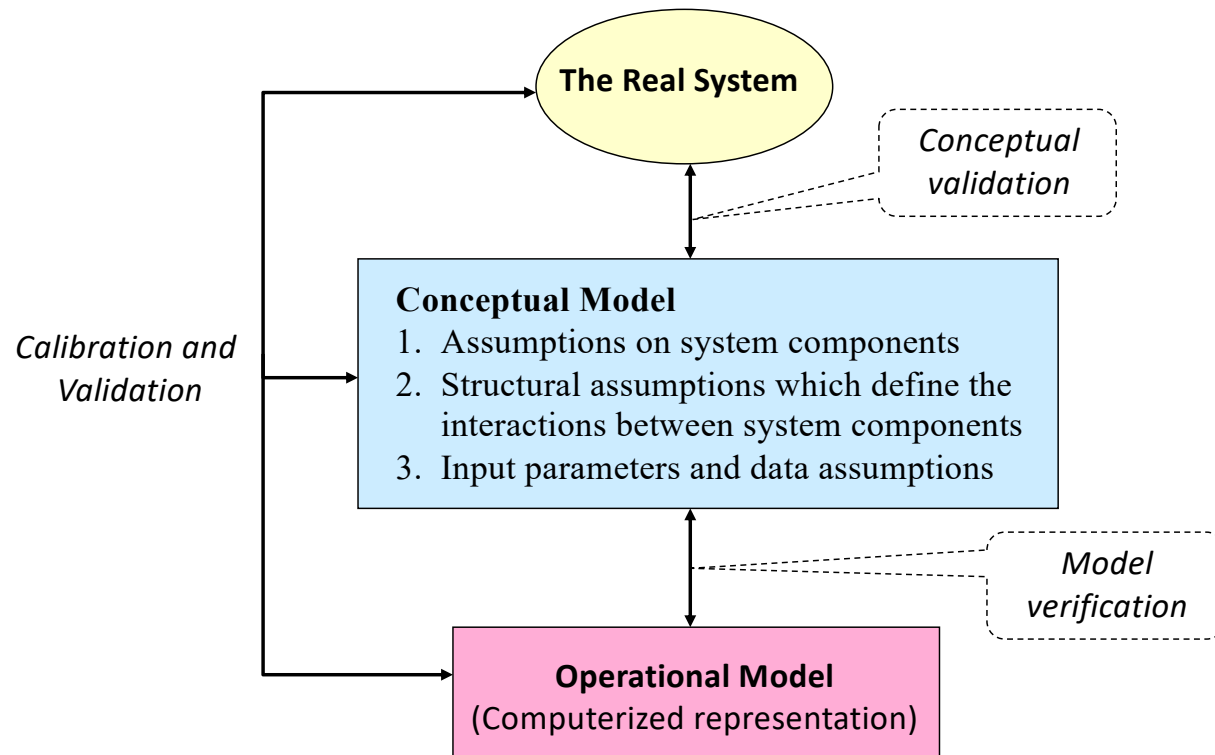 The Real System
Conceptual
validation
Conceptual Model
1. Assumptions on system components
2. Structural assumptions which define the
interactions between system components
3. Input parameters and data assumptions
Calibration and
Validation
Model
verification
Operational Model
(Computerized representation)